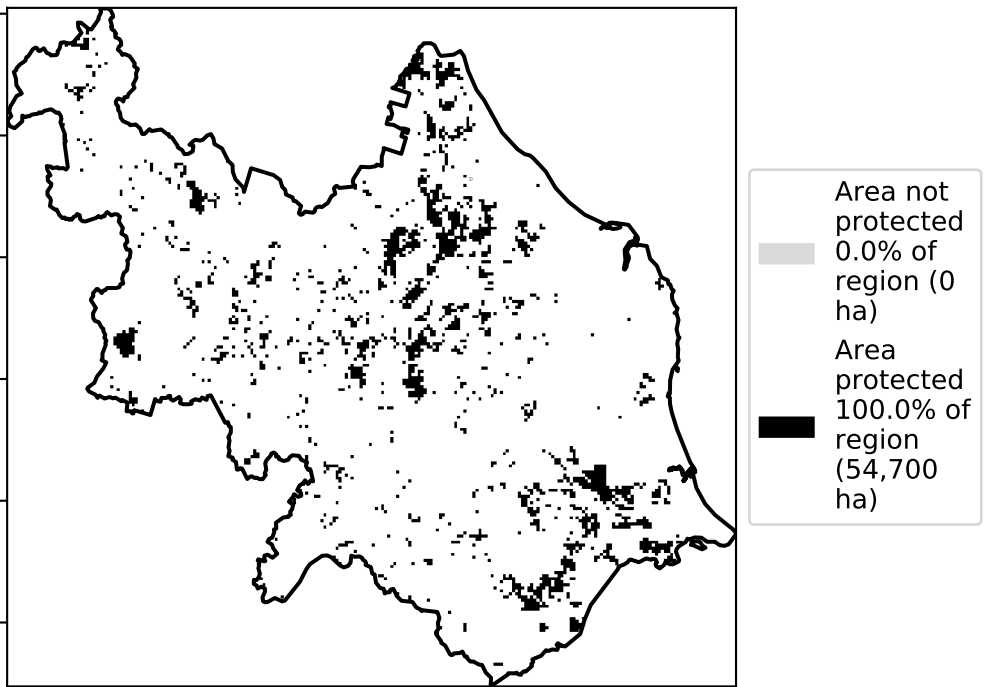 Area not
protected
0.0% of
region (0
ha)
Area
protected
100.0% of
region
(54,700
ha)